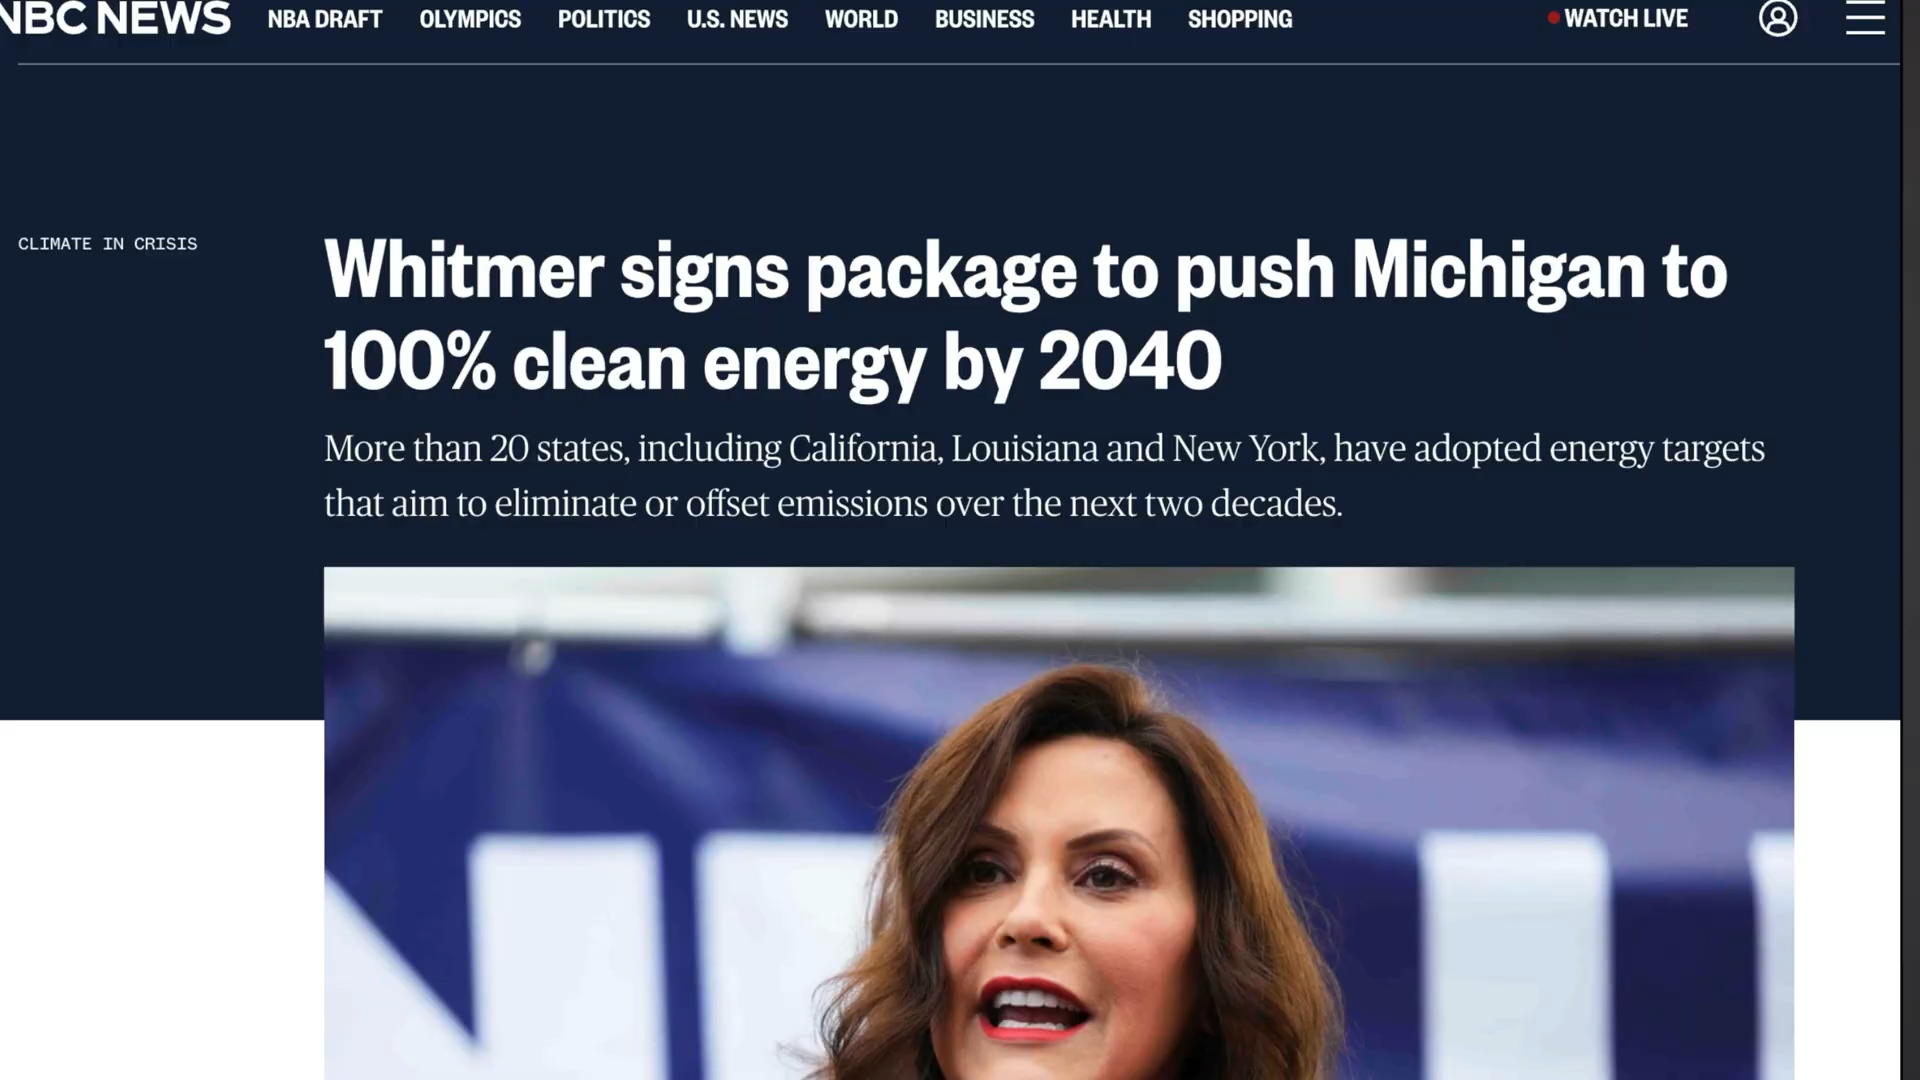 NBC NEWS NBA DRAFT OLYMPICS POLITICS U.S. NEWS WORLD BUSINESS HEALTH SHOPPING WATCH LIVE
CLIMATE IN CRISIS
Whitmer signs package to push Michigan to
100% clean energy by 2040
More than 20 states, including California, Louisiana and New York, have adopted energy targets
that aim to eliminate or offset emissions over the next two decades.